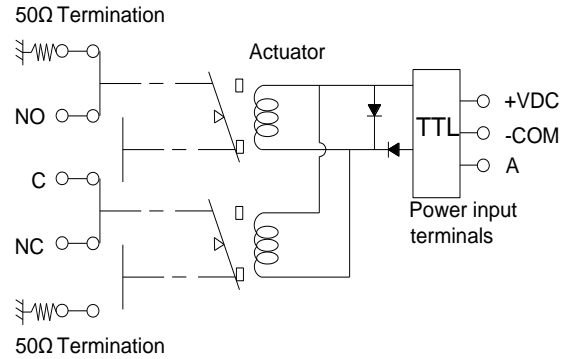 50Ω Termination
Actuator
NO
C
NC
TTL
+VDC
-COM
A
Power input
terminals
50Ω Termination